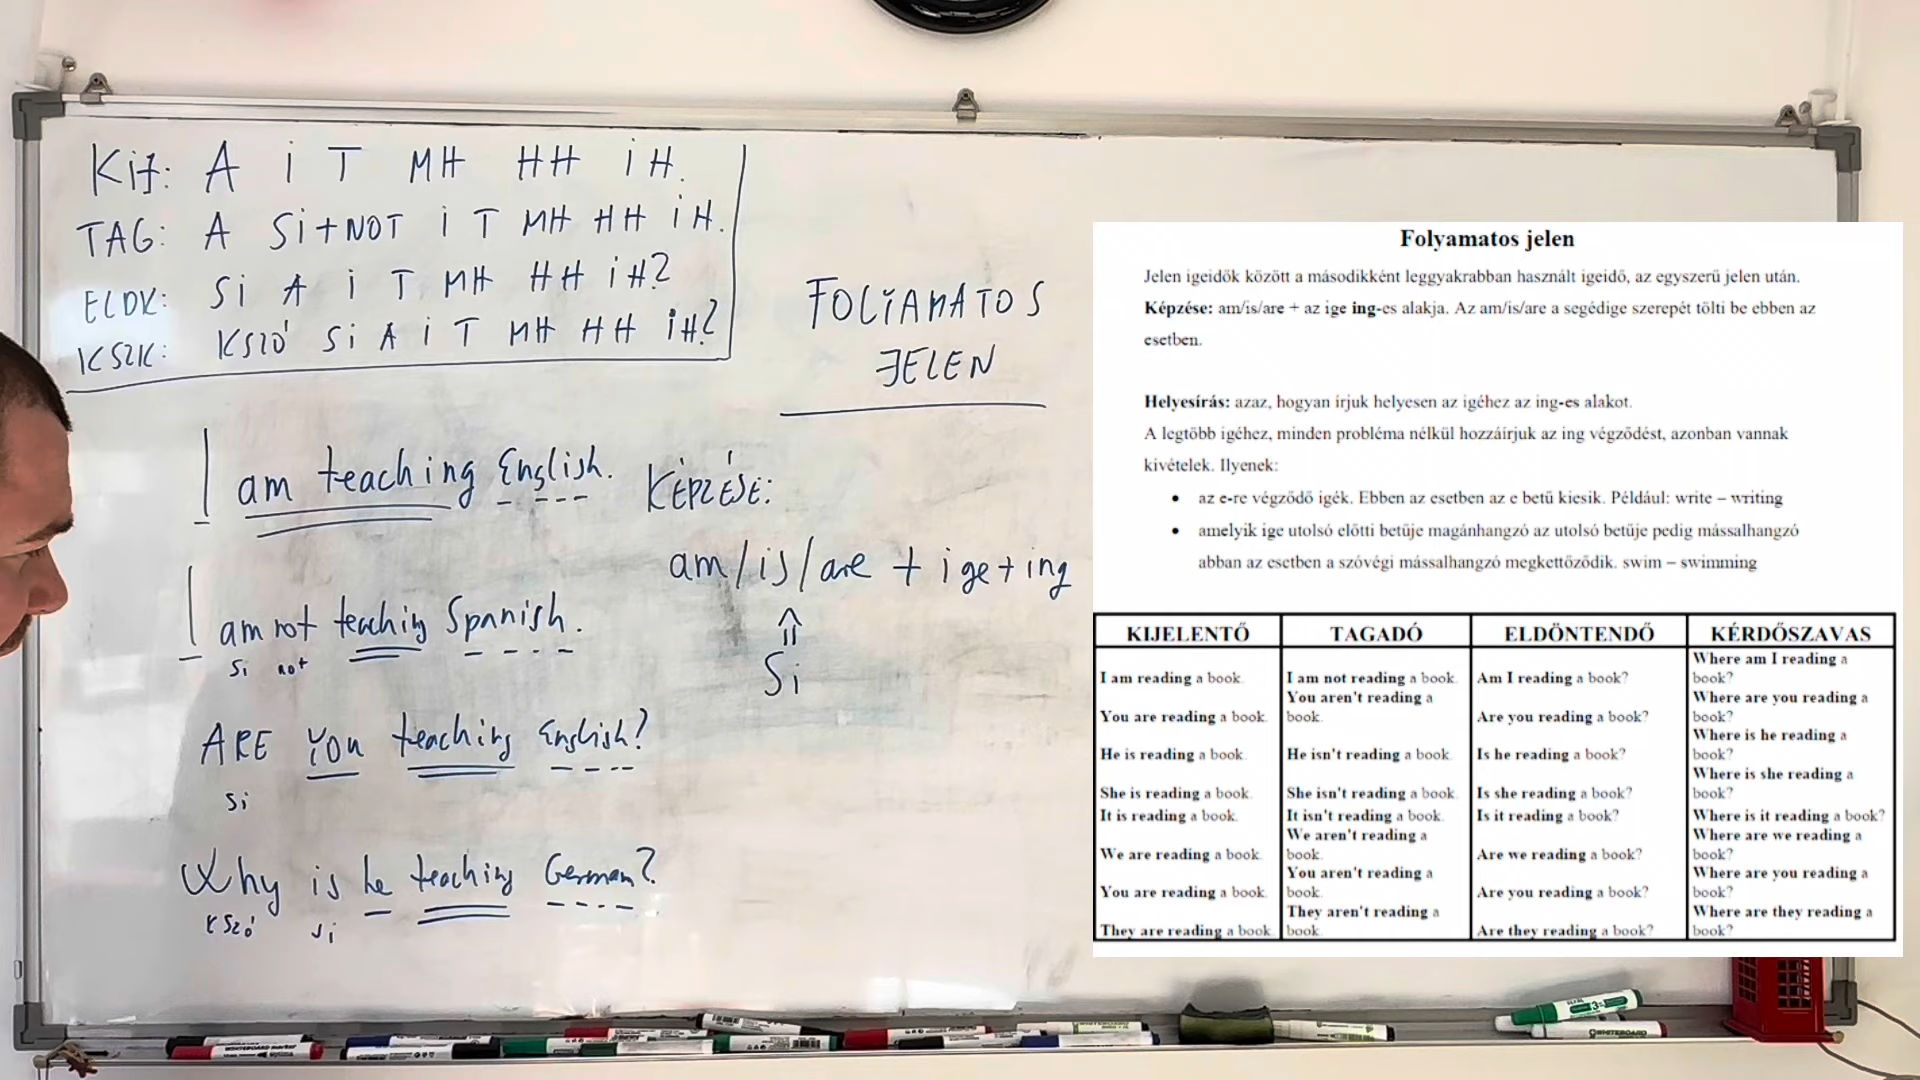 Kij: A i T MH HH iH.
TAG: A Si+NOT i T MH HH iH.
ELDK: Si A i T MH HH iH?
KSZK: KSZÓ Si A i T MH HH iH?
FOLIAMATOS
JELEN
I am teaching English.
KÉPZÉSE:
am/is/are + ige+ing
Si
I am not teaching Spanish.
Si not
ARE YOU teaching English?
Si
Why is he teaching German?
KSZÓ Si
Folyamatos jelen
Jelen igeidők között a másodikként leggyakrabban használt igeidő, az egyszerű jelen után.
Képzése: am/is/are + az ige ing-es alakja. Az am/is/are a segédige szerepét tölti be ebben az
esetben.
Helyesírás: azaz, hogyan írjuk helyesen az igéhez az ing-es alakot.
A legtöbb igéhez, minden probléma nélkül hozzáírjuk az ing végződést, azonban vannak
kivételek. Ilyenek:
• az e-re végződő igék. Ebben az esetben az e betű kiesik. Például: write – writing
• amelyik ige utolsó előtti betűje magánhangzó az utolsó betűje pedig mássalhangzó
abban az esetben a szóvégi mássalhangzó megkettőződik. swim – swimming
KIJELENTŐ TAGADÓ ELDÖNTENDŐ KÉRDŐSZAVAS
I am reading a book. I am not reading a book. Am I reading a book? Where am I reading a book?
You are reading a book. You aren't reading a book. Are you reading a book? Where are you reading a book?
He is reading a book. He isn't reading a book. Is he reading a book? Where is he reading a book?
She is reading a book. She isn't reading a book. Is she reading a book? Where is she reading a book?
It is reading a book. It isn't reading a book. Is it reading a book? Where is it reading a book?
We are reading a book. We aren't reading a book. Are we reading a book? Where are we reading a book?
You are reading a book. You aren't reading a book. Are you reading a book? Where are you reading a book?
They are reading a book. They aren't reading a book. Are they reading a book? Where are they reading a book?